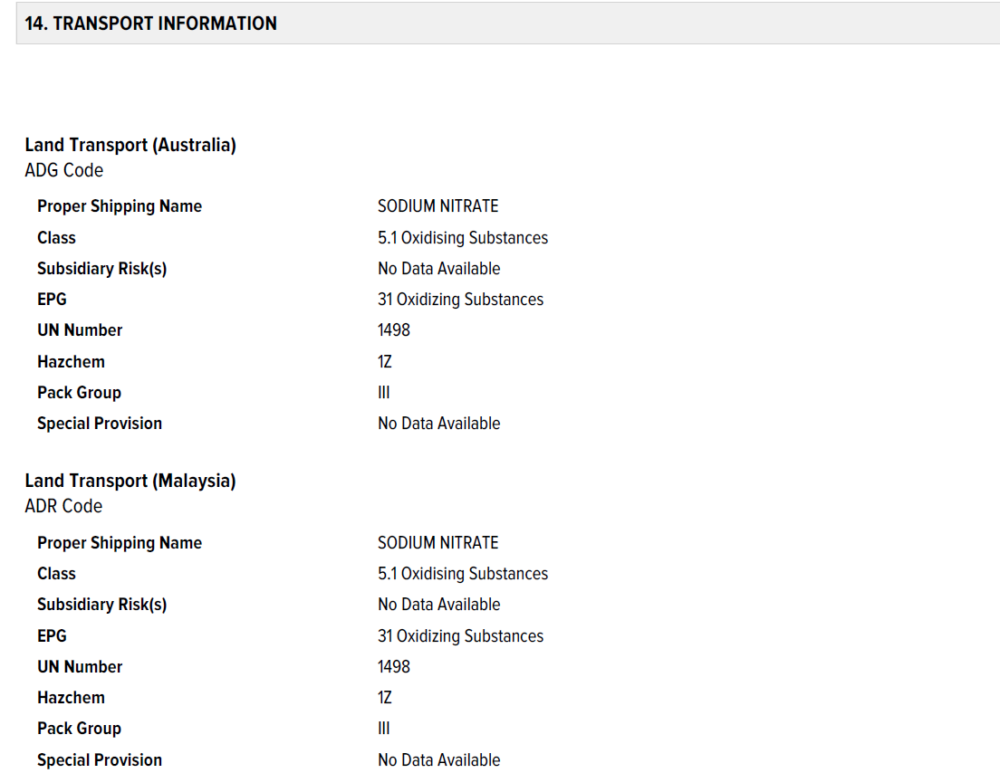 14. TRANSPORT INFORMATION
Land Transport (Australia)
ADG Code
Proper Shipping Name SODIUM NITRATE
Class 5.1 Oxidising Substances
Subsidiary Risk(s) No Data Available
EPG 31 Oxidizing Substances
UN Number 1498
Hazchem 1Z
Pack Group III
Special Provision No Data Available
Land Transport (Malaysia)
ADR Code
Proper Shipping Name SODIUM NITRATE
Class 5.1 Oxidising Substances
Subsidiary Risk(s) No Data Available
EPG 31 Oxidizing Substances
UN Number 1498
Hazchem 1Z
Pack Group III
Special Provision No Data Available